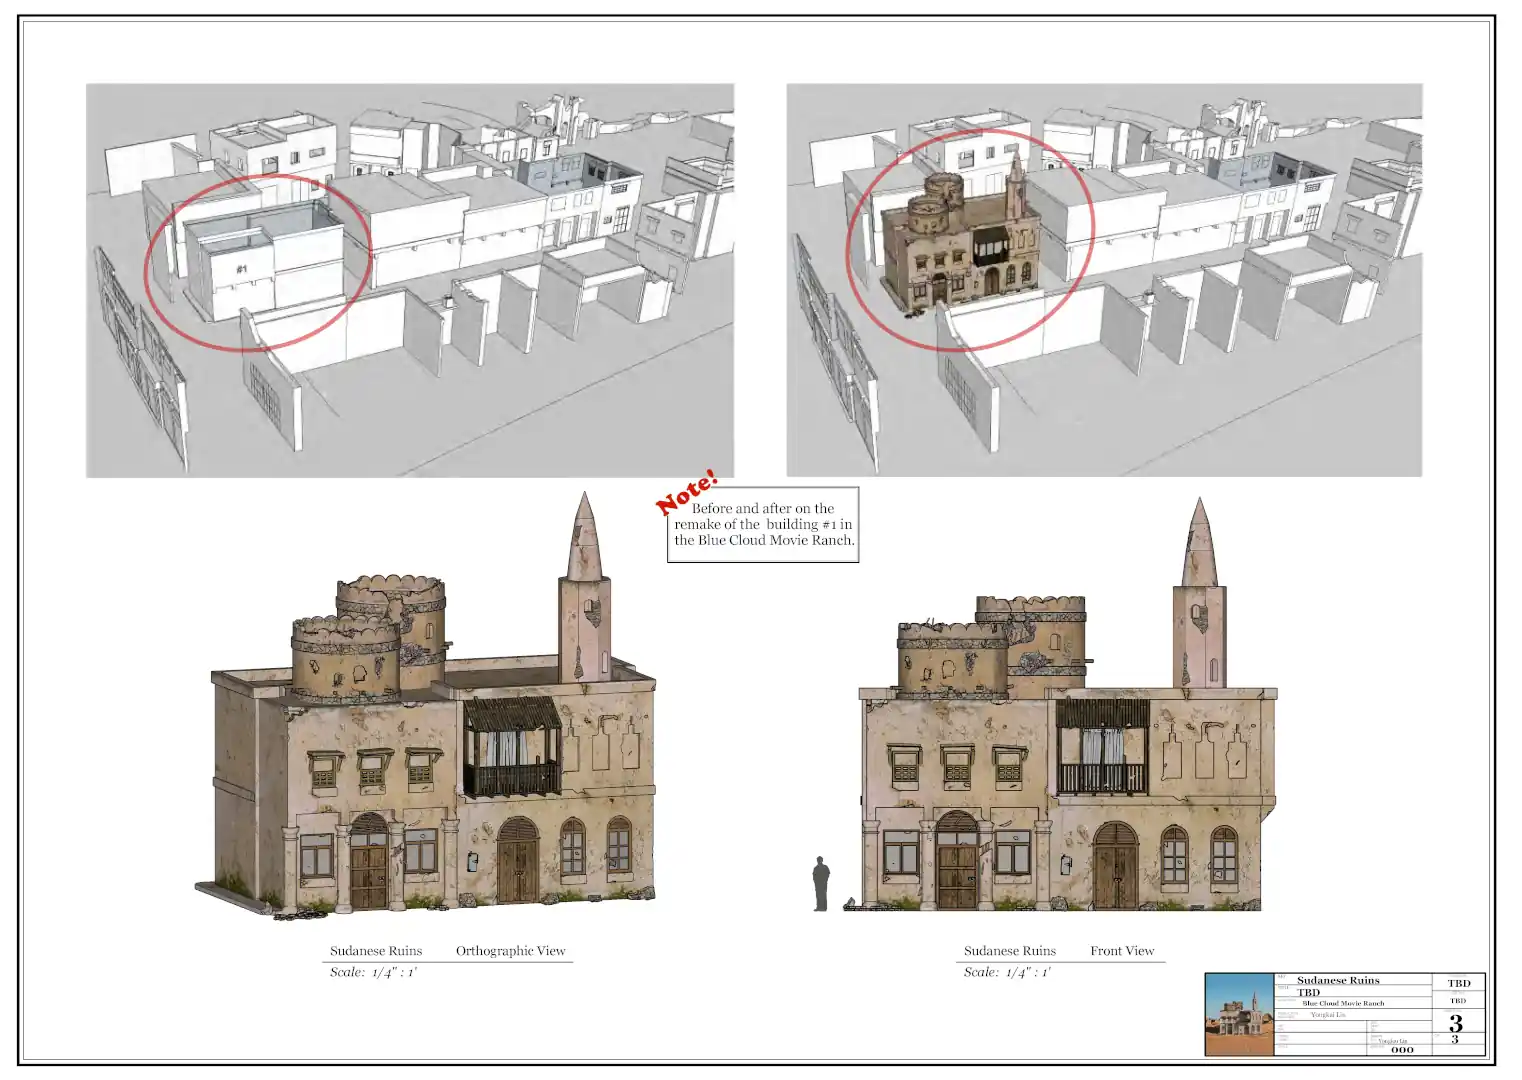 #1
Note!
Before and after on the
remake of the building #1 in
the Blue Cloud Movie Ranch.
Sudanese Ruins Orthographic View
Scale: 1/4" : 1'
Sudanese Ruins Front View
Scale: 1/4" : 1'
Sudanese Ruins
TBD
Blue Cloud Movie Ranch
Yongkai Lin
Yongkai Lin
000
TBD
TBD
3
3